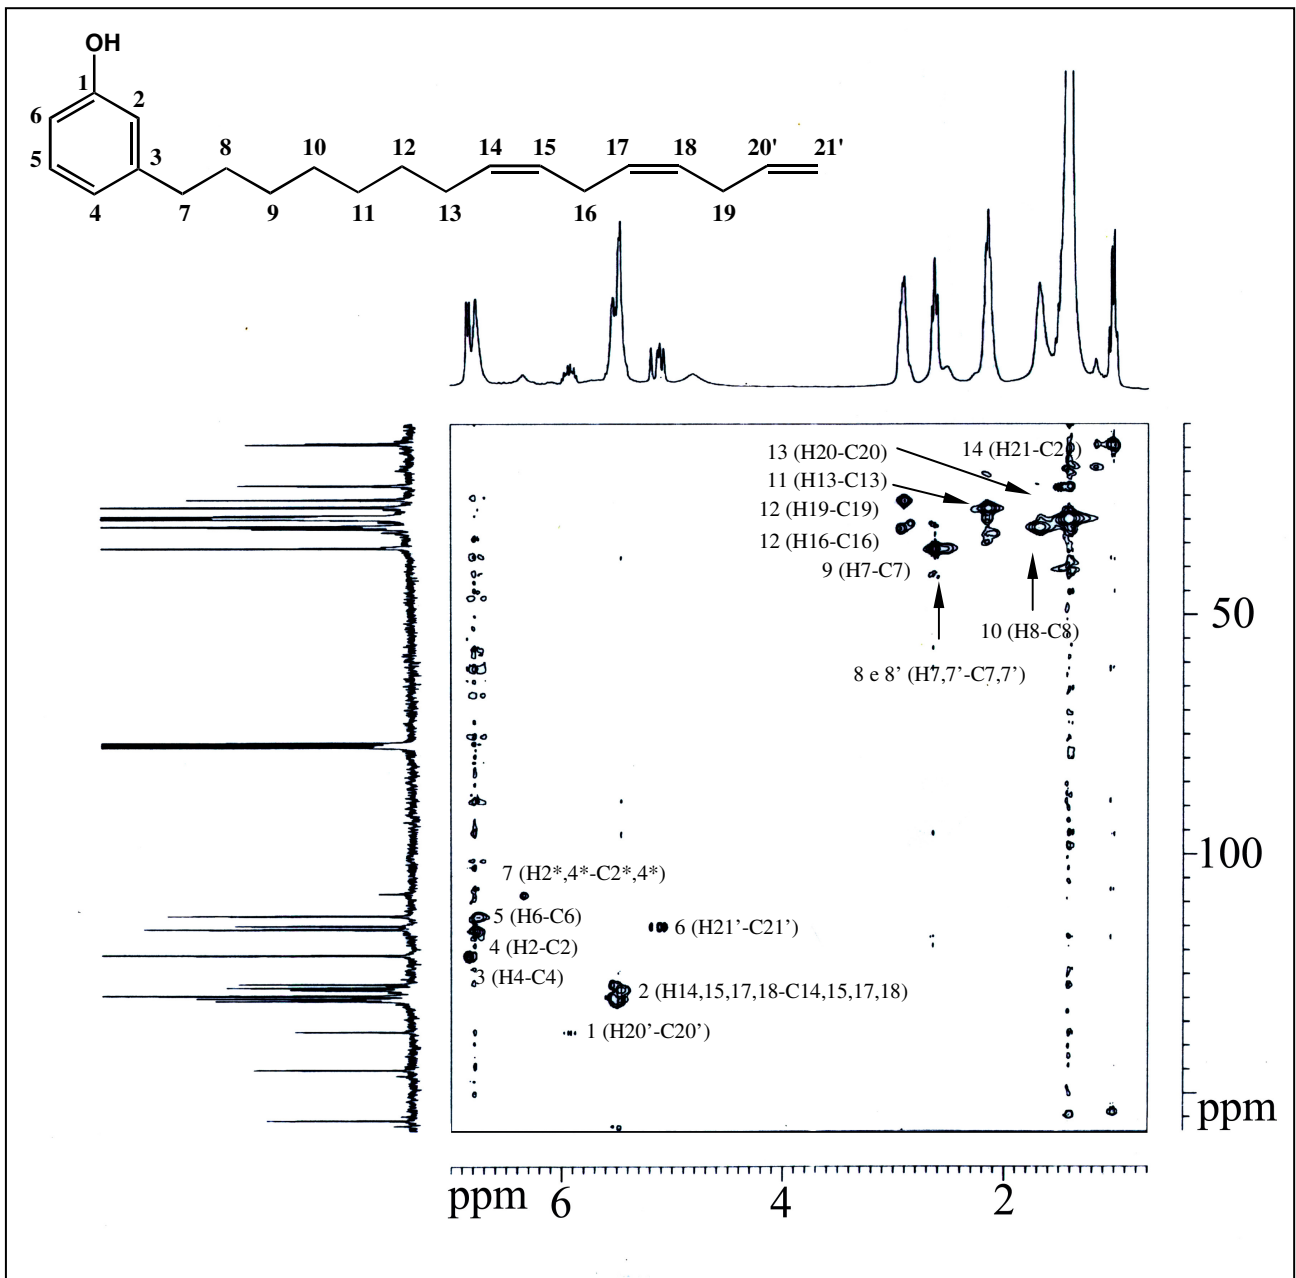 OH
1
6
2
5
3
4
8
10
12
14
15
17
18
20'
21'
7
9
11
13
16
19
13 (H20-C20)
14 (H21-C2
11 (H13-C13)
12 (H19-C19)
12 (H16-C16)
9 (H7-C7)
50
10 (H8-C8)
8 e 8’ (H7,7’-C7,7’)
100
7 (H2*,4*-C2*,4*)
5 (H6-C6)
6 (H21’-C21’)
4 (H2-C2)
3 (H4-C4)
2 (H14,15,17,18-C14,15,17,18)
1 (H20’-C20’)
ppm
ppm 6 4 2